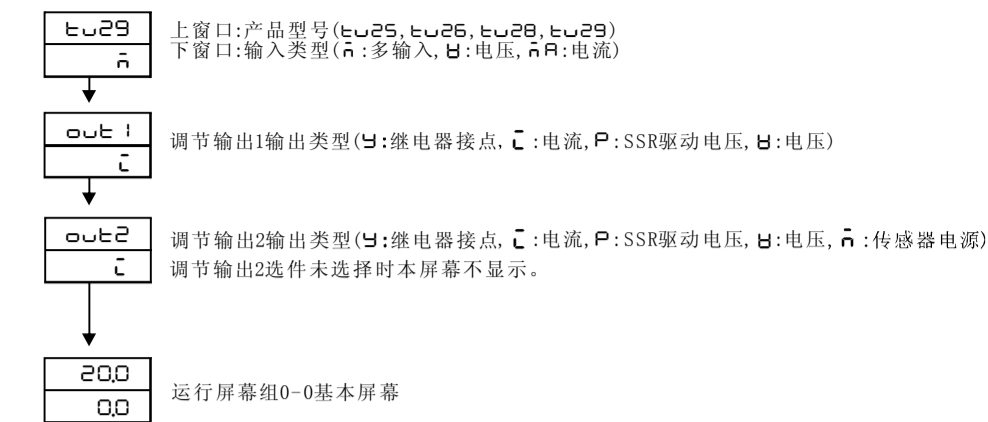 tu29
上窗口:产品型号(tu25,tu26,tu28,tu29)
ñ
下窗口:输入类型(ñ:多输入,V:电压,ñA:电流)
out1
调节输出1输出类型(Y:继电器接点,ī:电流,P:SSR驱动电压,V:电压)
ī
out2
调节输出2输出类型(Y:继电器接点,ī:电流,P:SSR驱动电压,V:电压,ñ:传感器电源)
ī
调节输出2选件未选择时本屏幕不显示。
20.0
运行屏幕组0-0基本屏幕
0.0